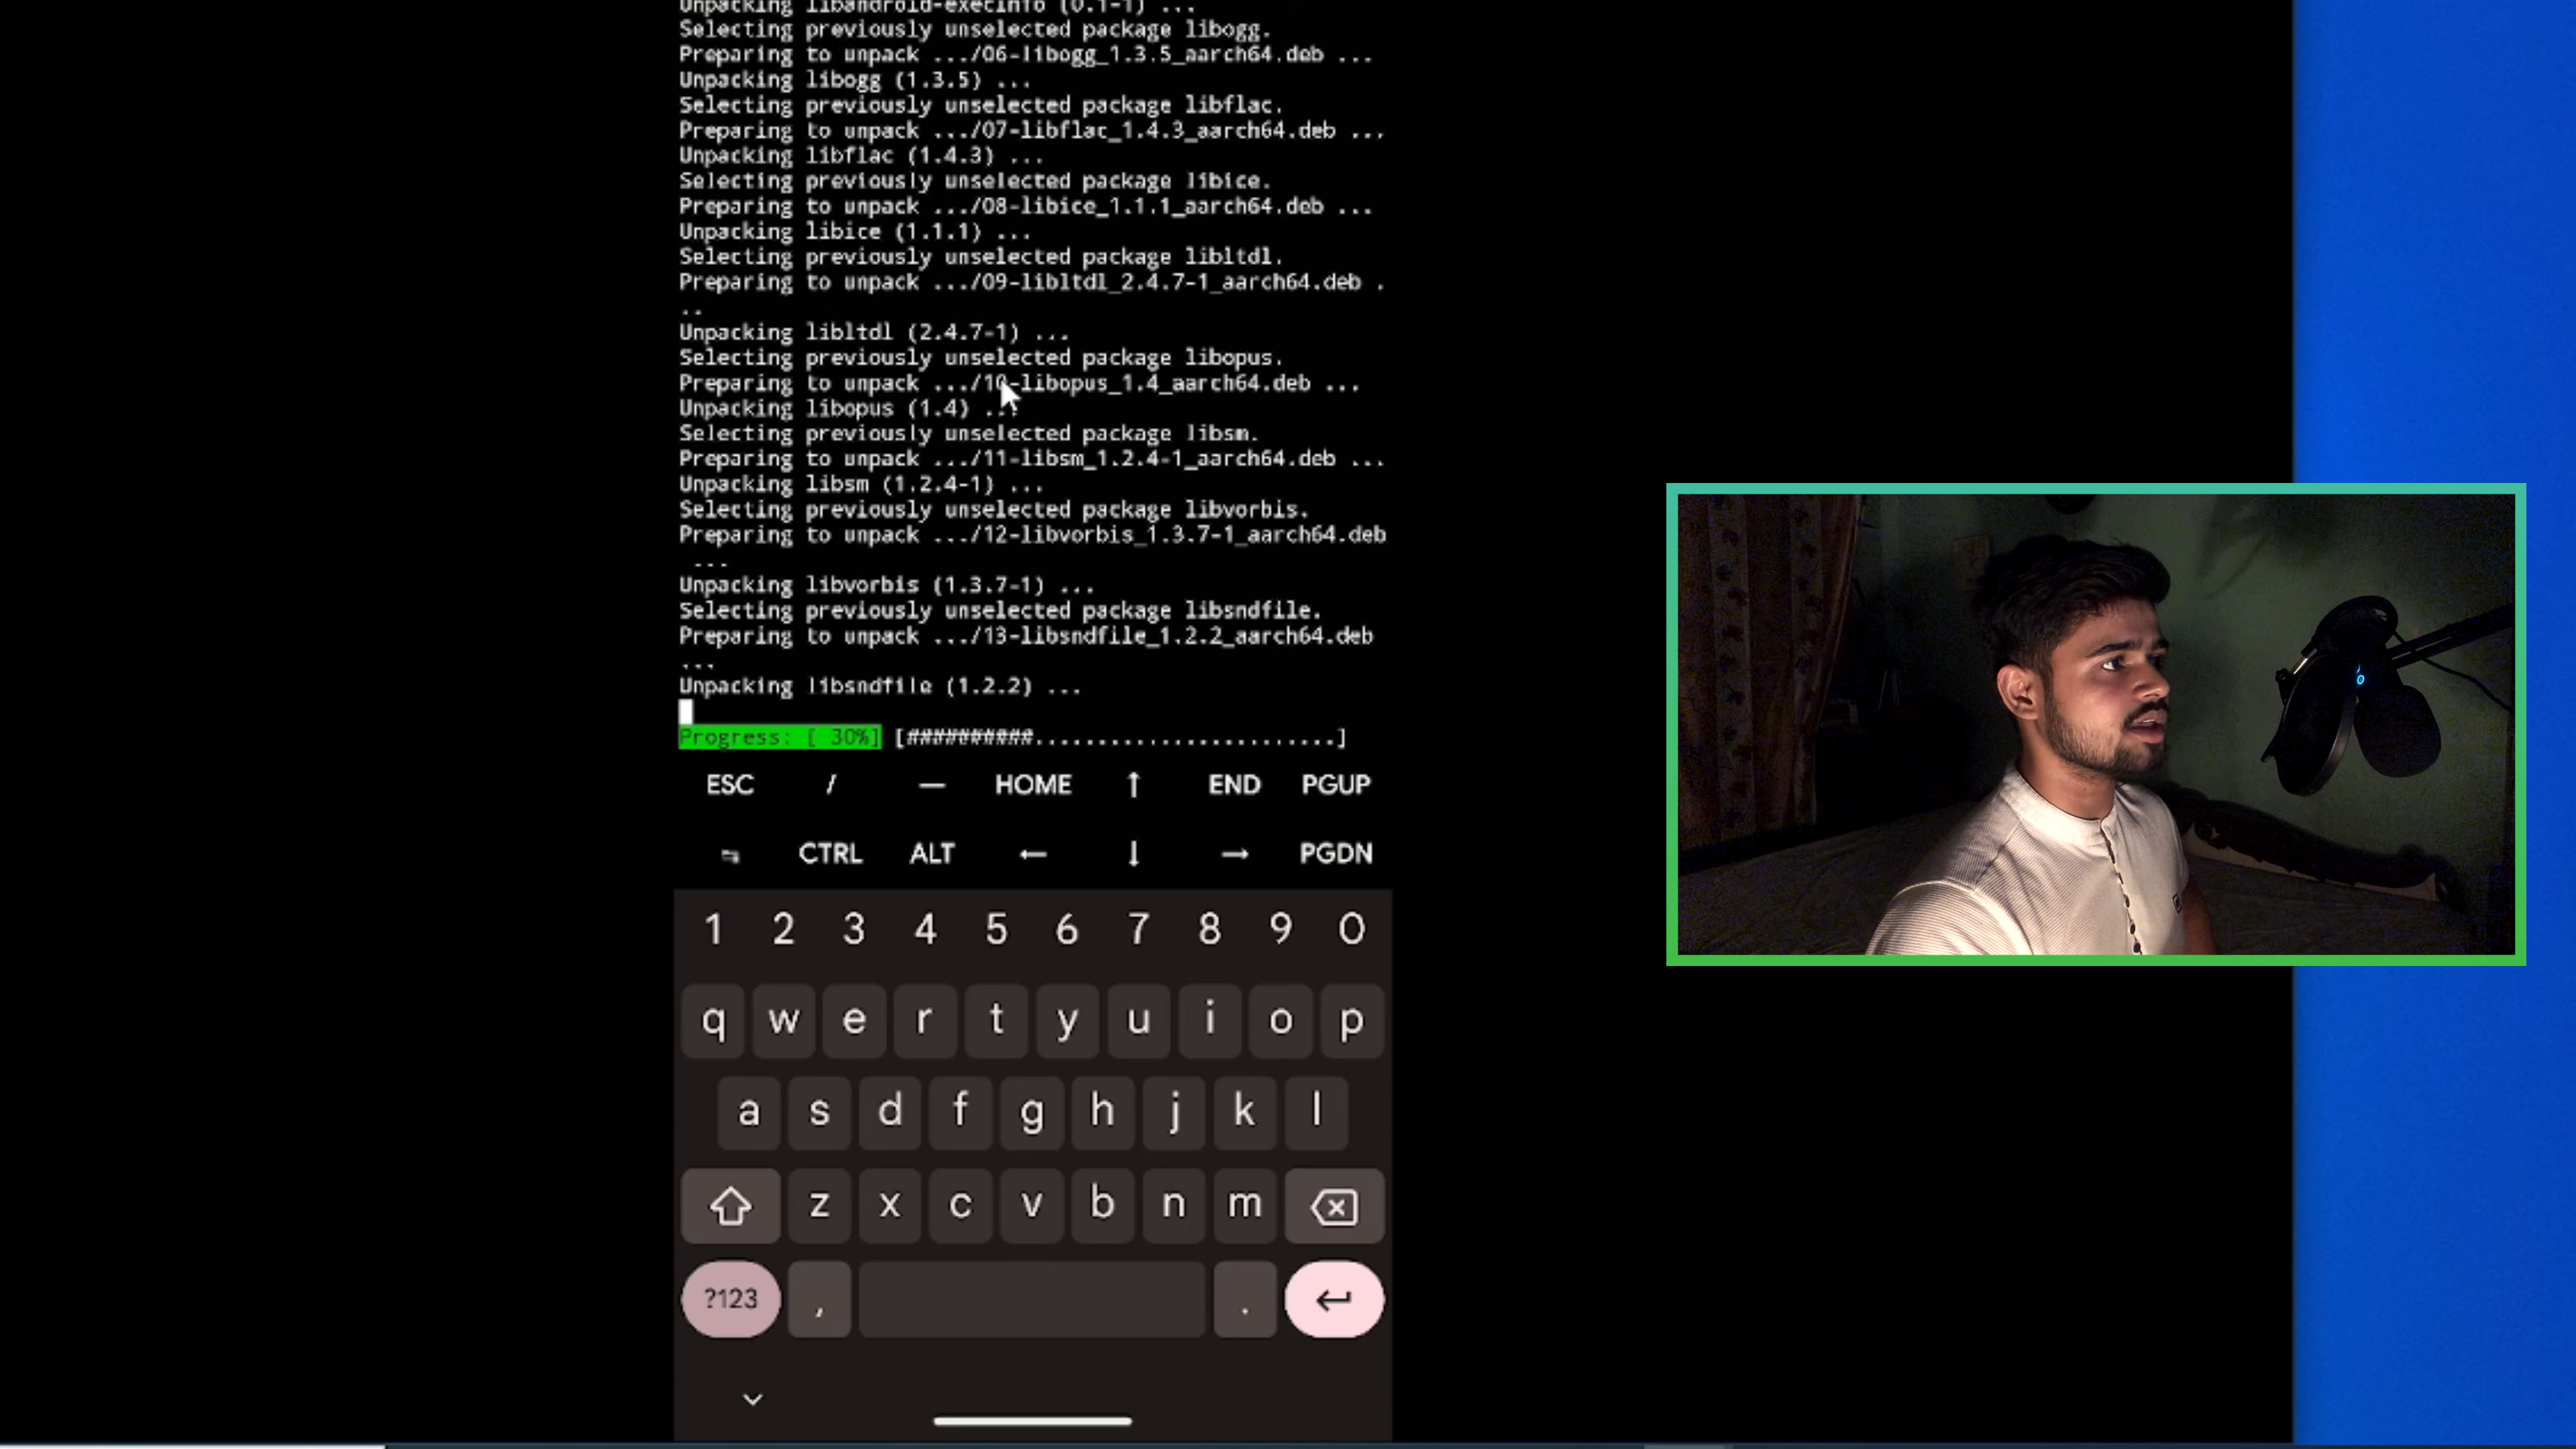 Unpacking libandroid-execinfo (0.1-1) ...
Selecting previously unselected package libogg.
Preparing to unpack .../06-libogg_1.3.5_aarch64.deb ...
Unpacking libogg (1.3.5) ...
Selecting previously unselected package libflac.
Preparing to unpack .../07-libflac_1.4.3_aarch64.deb ...
Unpacking libflac (1.4.3) ...
Selecting previously unselected package libice.
Preparing to unpack .../08-libice_1.1.1_aarch64.deb ...
Unpacking libice (1.1.1) ...
Selecting previously unselected package libltdl.
Preparing to unpack .../09-libltdl_2.4.7-1_aarch64.deb .
..
Unpacking libltdl (2.4.7-1) ...
Selecting previously unselected package libopus.
Preparing to unpack .../10-libopus_1.4_aarch64.deb ...
Unpacking libopus (1.4) ...
Selecting previously unselected package libsm.
Preparing to unpack .../11-libsm_1.2.4-1_aarch64.deb ...
Unpacking libsm (1.2.4-1) ...
Selecting previously unselected package libvorbis.
Preparing to unpack .../12-libvorbis_1.3.7-1_aarch64.deb
...
Unpacking libvorbis (1.3.7-1) ...
Selecting previously unselected package libsndfile.
Preparing to unpack .../13-libsndfile_1.2.2_aarch64.deb
...
Unpacking libsndfile (1.2.2) ...
Progress: [ 30%] [##########........................]
ESC / — HOME ↑ END PGUP
↹ CTRL ALT ← ↓ → PGDN
1 2 3 4 5 6 7 8 9 0
q w e r t y u i o p
a s d f g h j k l
z x c v b n m
?123 , .